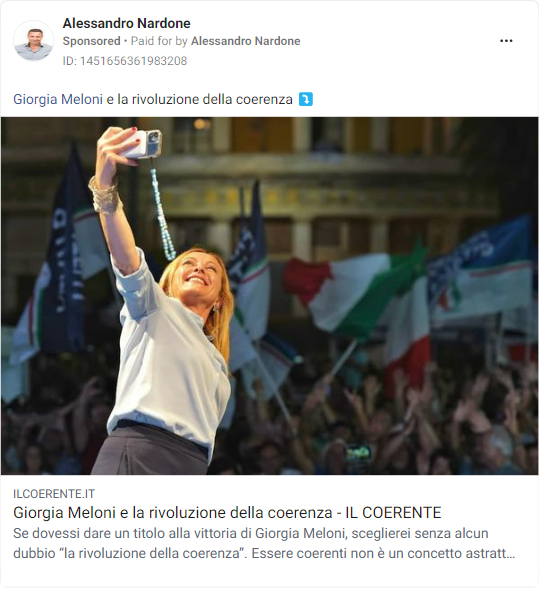 Alessandro Nardone
Sponsored • Paid for by Alessandro Nardone
ID: 1451656361983208
Giorgia Meloni e la rivoluzione della coerenza ⤵️
ILCOERENTE.IT
Giorgia Meloni e la rivoluzione della coerenza - IL COERENTE
Se dovessi dare un titolo alla vittoria di Giorgia Meloni, sceglierei senza alcun
dubbio “la rivoluzione della coerenza”. Essere coerenti non è un concetto astratt...